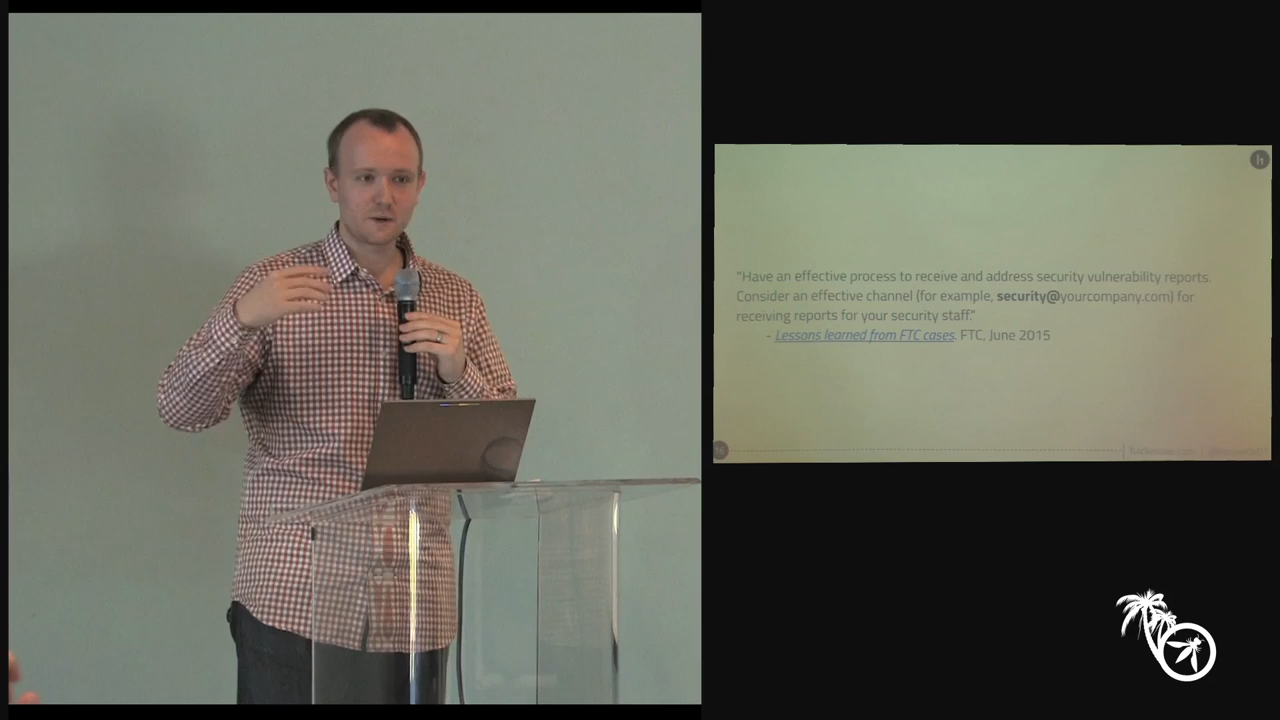 "Have an effective process to receive and address security vulnerability reports.
Consider an effective channel (for example, security@yourcompany.com) for
receiving reports for your security staff."
- Lessons learned from FTC cases. FTC, June 2015
h